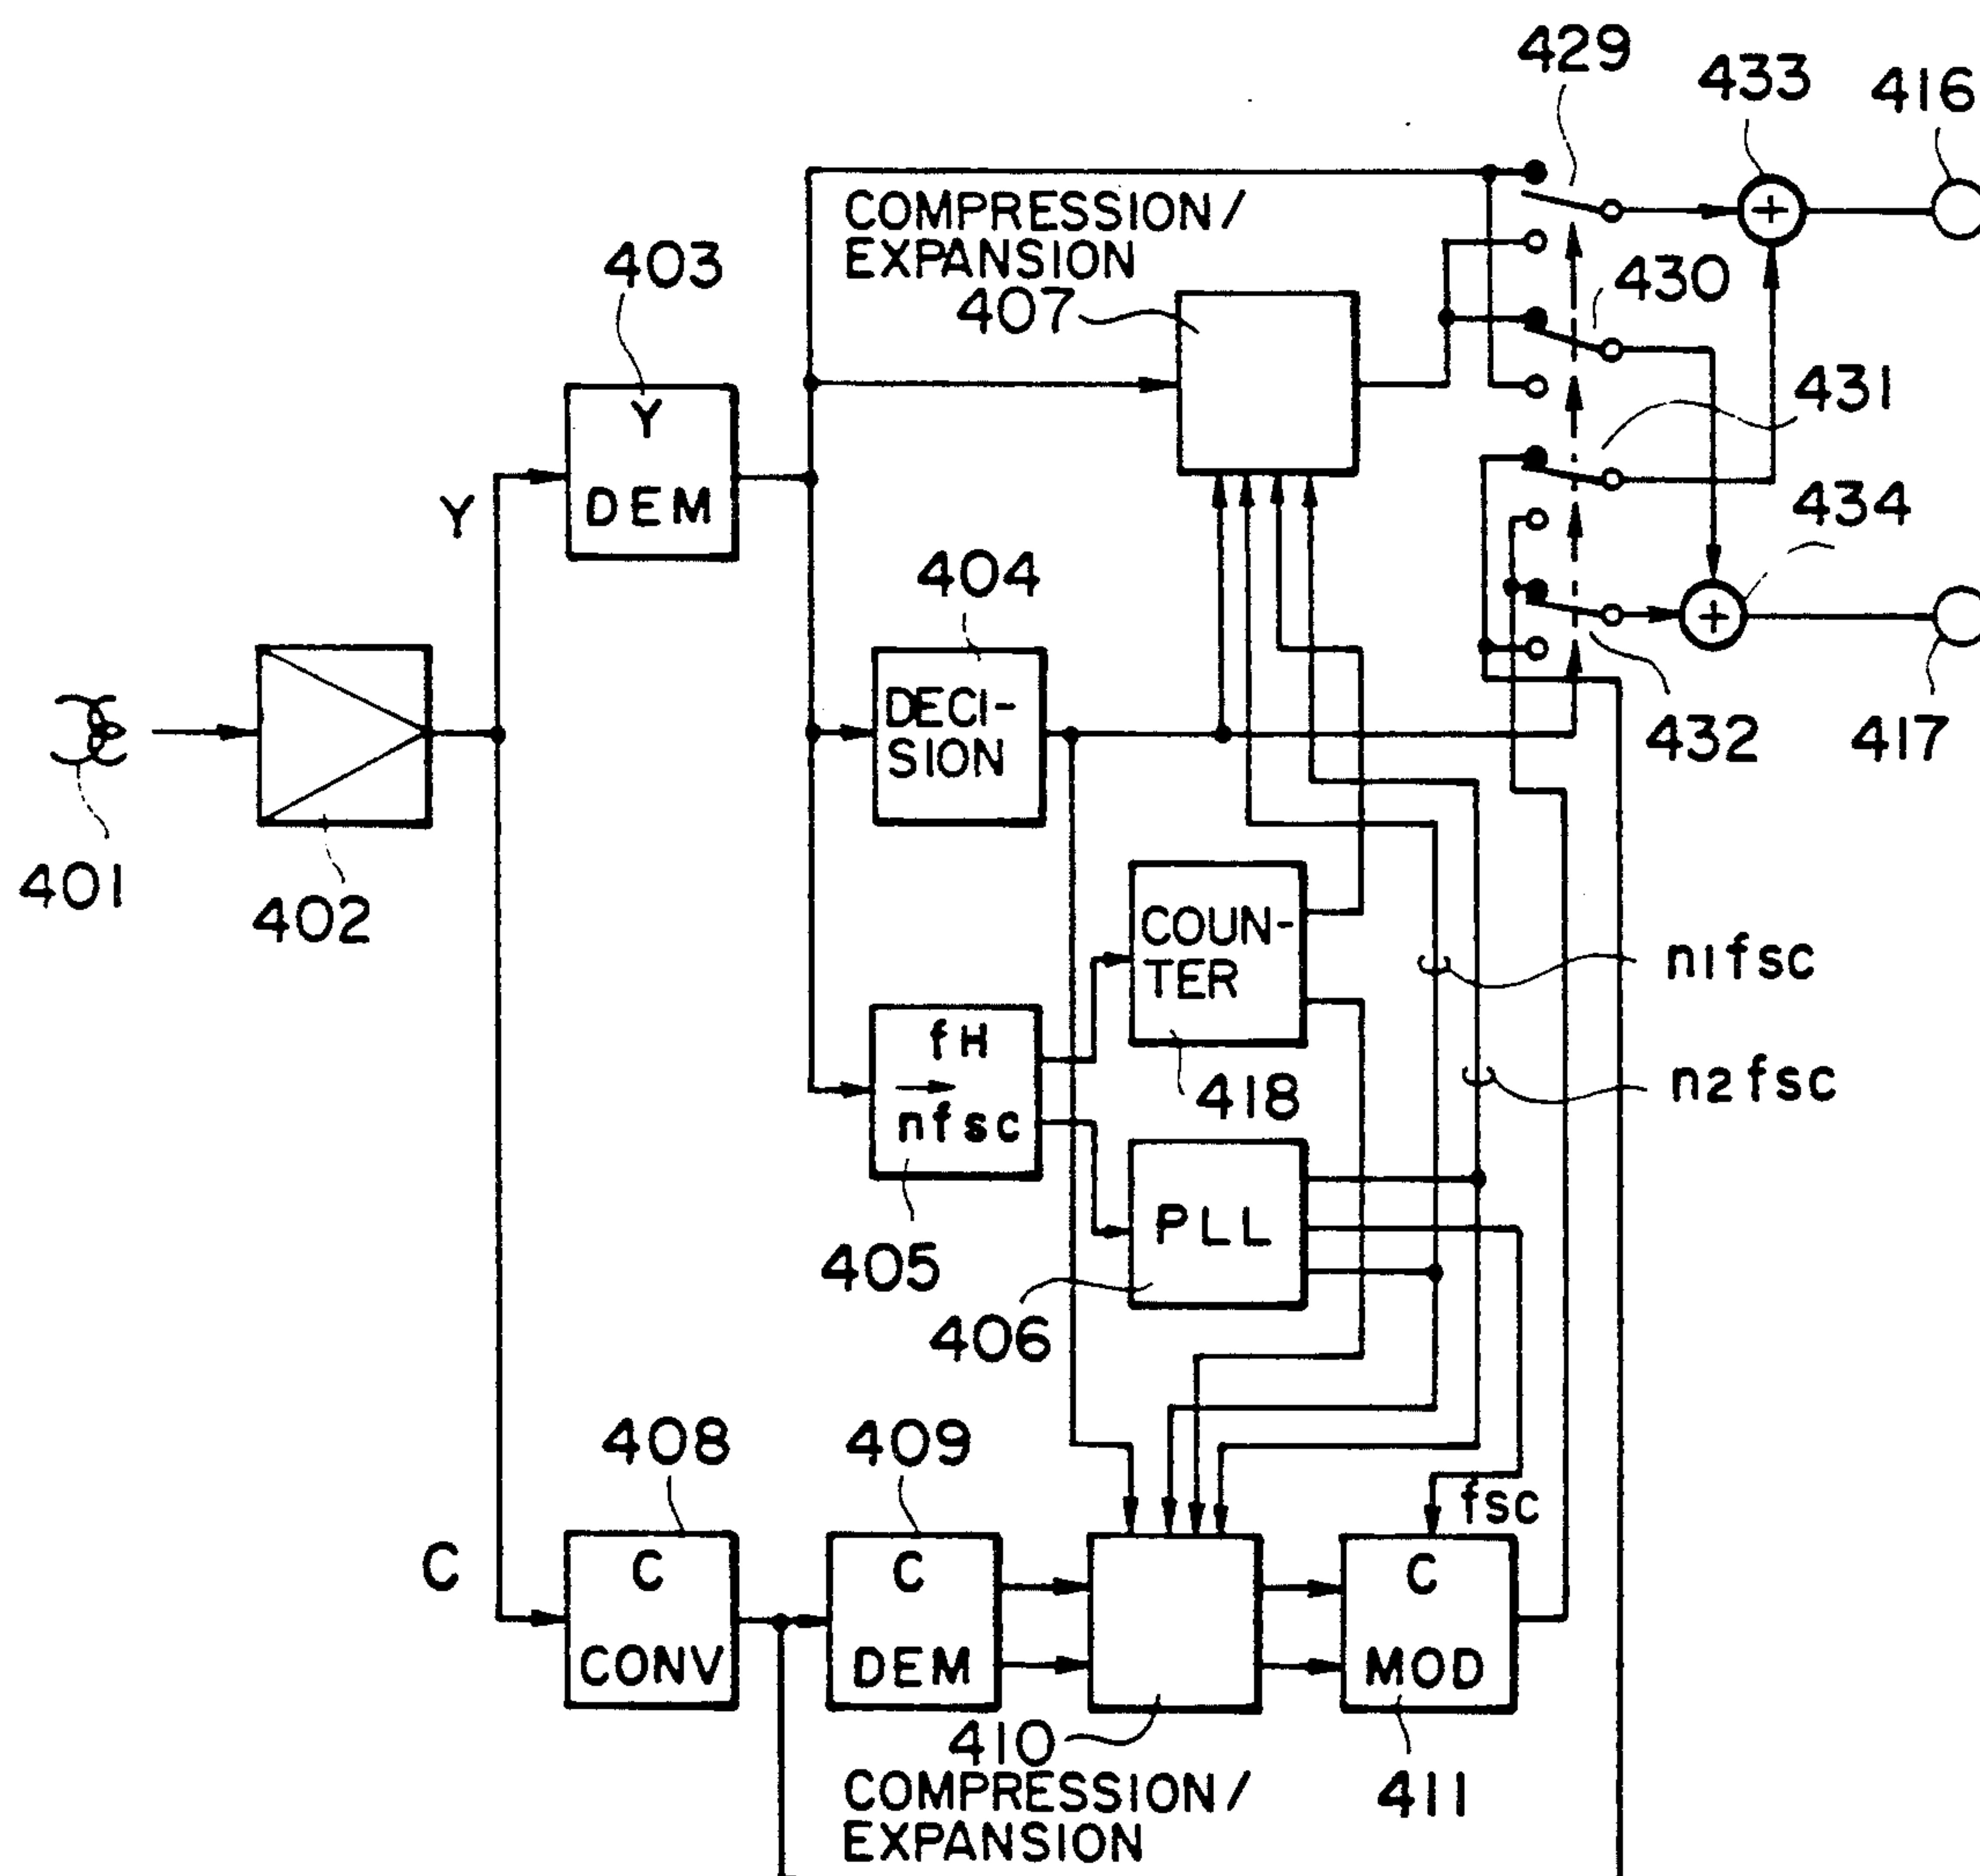 429
433
416
COMPRESSION/
EXPANSION
403
430
407
Y
DEM
431
Y
434
404
DECI-
SION
432
417
401
402
COUN-
TER
n1fsc
fH
nfsc
418
n2fsc
PLL
405
406
408
409
fsc
C
C
CONV
C
DEM
C
MOD
410
COMPRESSION/
EXPANSION
411